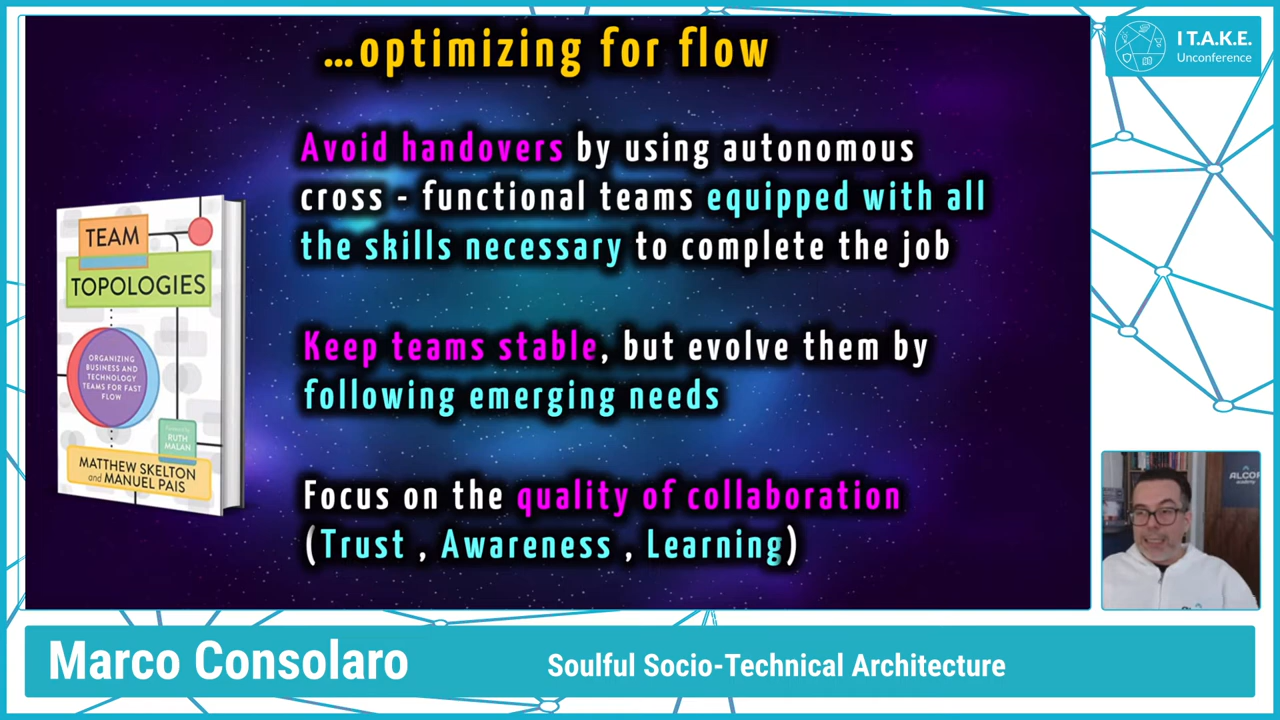 ...optimizing for flow
I T.A.K.E.
Unconference
Avoid handovers by using autonomous
cross - functional teams equipped with all
the skills necessary to complete the job
Keep teams stable, but evolve them by
following emerging needs
Focus on the quality of collaboration
(Trust , Awareness , Learning)
TEAM
TOPOLOGIES
ORGANIZING
BUSINESS AND
TECHNOLOGY
TEAMS FOR FAST
FLOW
RUTH
MALAN
MATTHEW SKELTON
and MANUEL PAIS
ALCOR
academy
Marco Consolaro
Soulful Socio-Technical Architecture